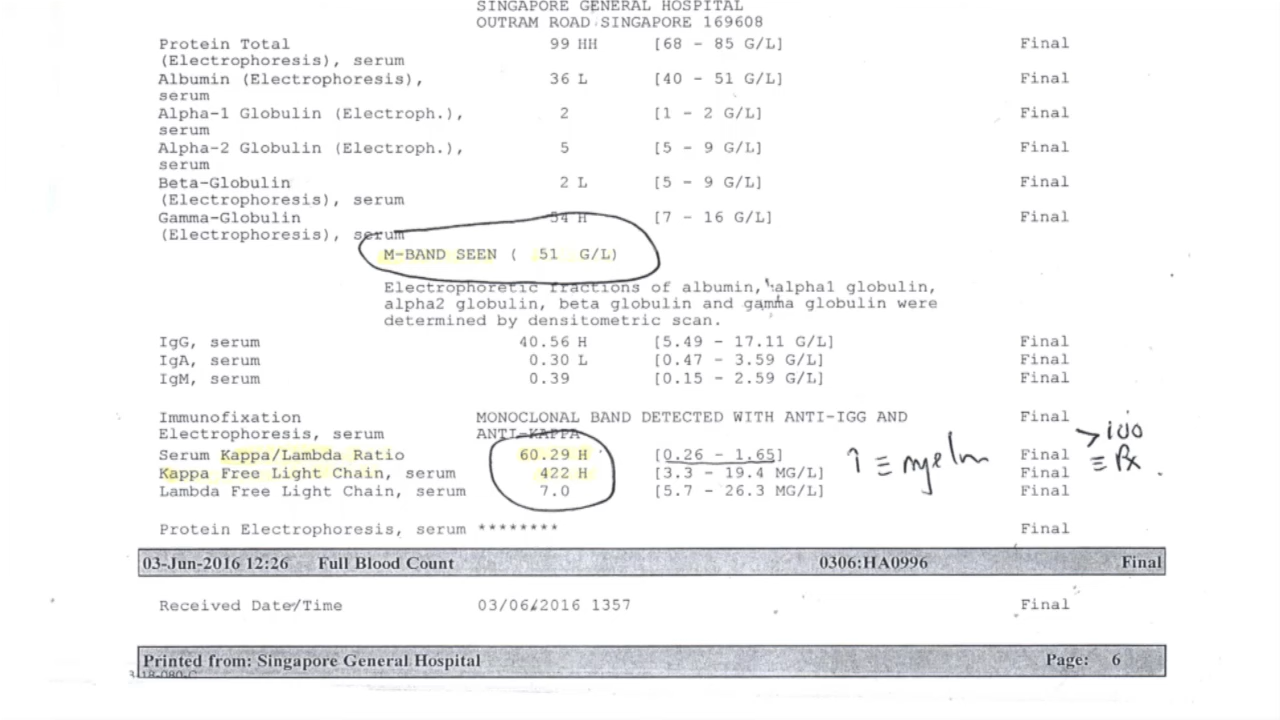 SINGAPORE GENERAL HOSPITAL
OUTRAM ROAD SINGAPORE 169608
Protein Total 99 HH [68 - 85 G/L] Final
(Electrophoresis), serum
Albumin (Electrophoresis), 36 L [40 - 51 G/L] Final
serum
Alpha-1 Globulin (Electroph.), 2 [1 - 2 G/L] Final
serum
Alpha-2 Globulin (Electroph.), 5 [5 - 9 G/L] Final
serum
Beta-Globulin 2 L [5 - 9 G/L] Final
(Electrophoresis), serum
Gamma-Globulin 54 H [7 - 16 G/L] Final
(Electrophoresis), serum
M-BAND SEEN ( 51 G/L)
Electrophoretic fractions of albumin, alpha1 globulin,
alpha2 globulin, beta globulin and gamma globulin were
determined by densitometric scan.
IgG, serum 40.56 H [5.49 - 17.11 G/L] Final
IgA, serum 0.30 L [0.47 - 3.59 G/L] Final
IgM, serum 0.39 [0.15 - 2.59 G/L] Final
Immunofixation MONOCLONAL BAND DETECTED WITH ANTI-IGG AND Final
Electrophoresis, serum ANTI-KAPPA >100
Serum Kappa/Lambda Ratio 60.29 H [0.26 - 1.65] Final
Kappa Free Light Chain, serum 422 H [3.3 - 19.4 MG/L] Final ≡ Rx
Lambda Free Light Chain, serum 7.0 [5.7 - 26.3 MG/L] Final
Protein Electrophoresis, serum ******** Final
03-Jun-2016 12:26 Full Blood Count 0306:HA0996 Final
Received Date/Time 03/06/2016 1357 Final
Printed from: Singapore General Hospital Page: 6